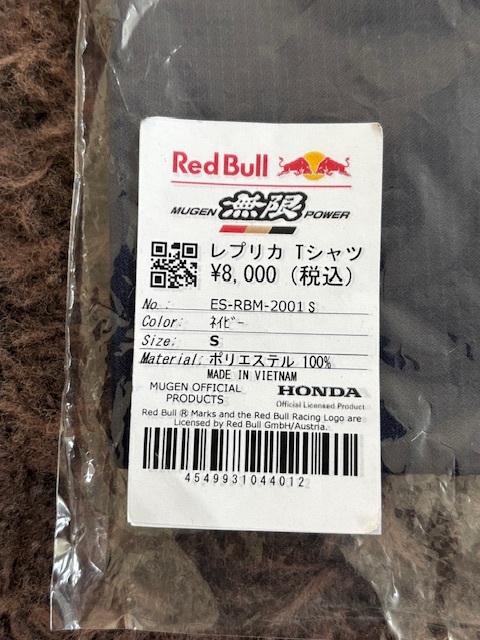 Red Bull
MUGEN 無限 POWER
レプリカ Tシャツ
¥8,000 (税込)
No.: ES-RBM-2001 S
Color: ﾈｲﾋﾞｰ
Size: S
Material: ポリエステル 100%
MADE IN VIETNAM
MUGEN OFFICIAL PRODUCTS
HONDA
Official Licensed Product
Red Bull ® Marks and the Red Bull Racing Logo are
Licensed by Red Bull GmbH/Austria.
4549931044012